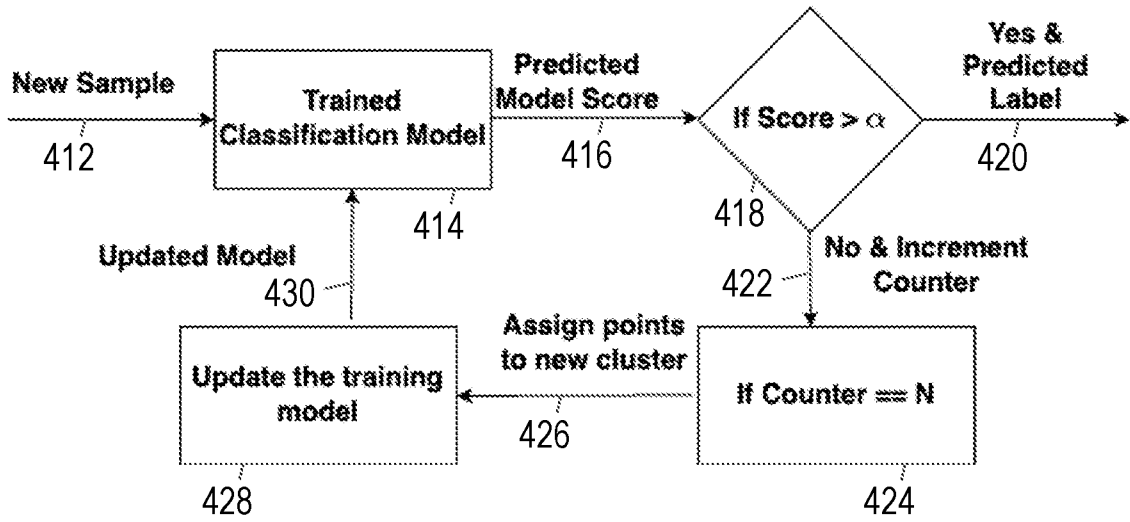 New Sample
412
Trained
Classification Model
414
Predicted
Model Score
416
If Score > α
418
Yes &
Predicted
Label
420
No & Increment
Counter
422
If Counter == N
424
Assign points
to new cluster
426
Update the training
model
428
Updated Model
430